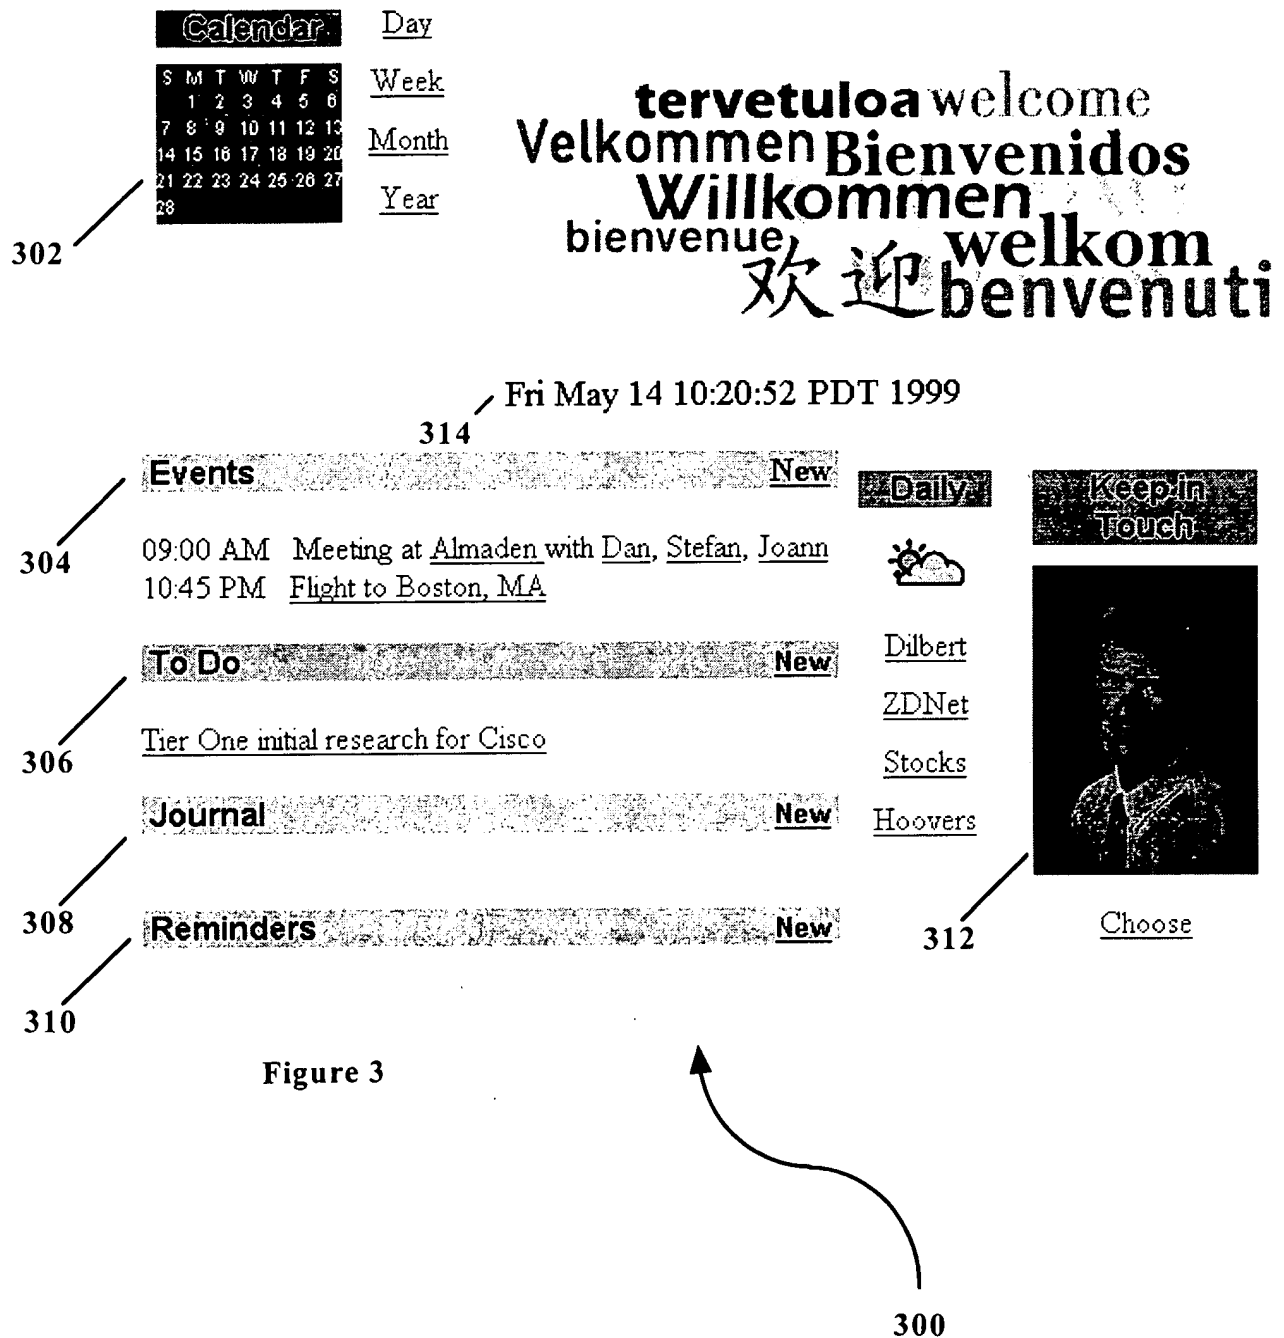 Calendar
Day
S M T W T F S
1 2 3 4 5 6
7 8 9 10 11 12 13
14 15 16 17 18 19 20
21 22 23 24 25 26 27
28
Week
Month
Year
302
tervetuloa welcome
Velkommen Bienvenidos
Willkommen
bienvenue welkom
欢迎 benvenuti
314
Fri May 14 10:20:52 PDT 1999
Events New
304
09:00 AM Meeting at Almaden with Dan, Stefan, Joann
10:45 PM Flight to Boston, MA
To Do New
306
Tier One initial research for Cisco
Journal New
308
Reminders New
310
Daily
Dilbert
ZDNet
Stocks
Hoovers
Keep in
Touch
312
Choose
Figure 3
300